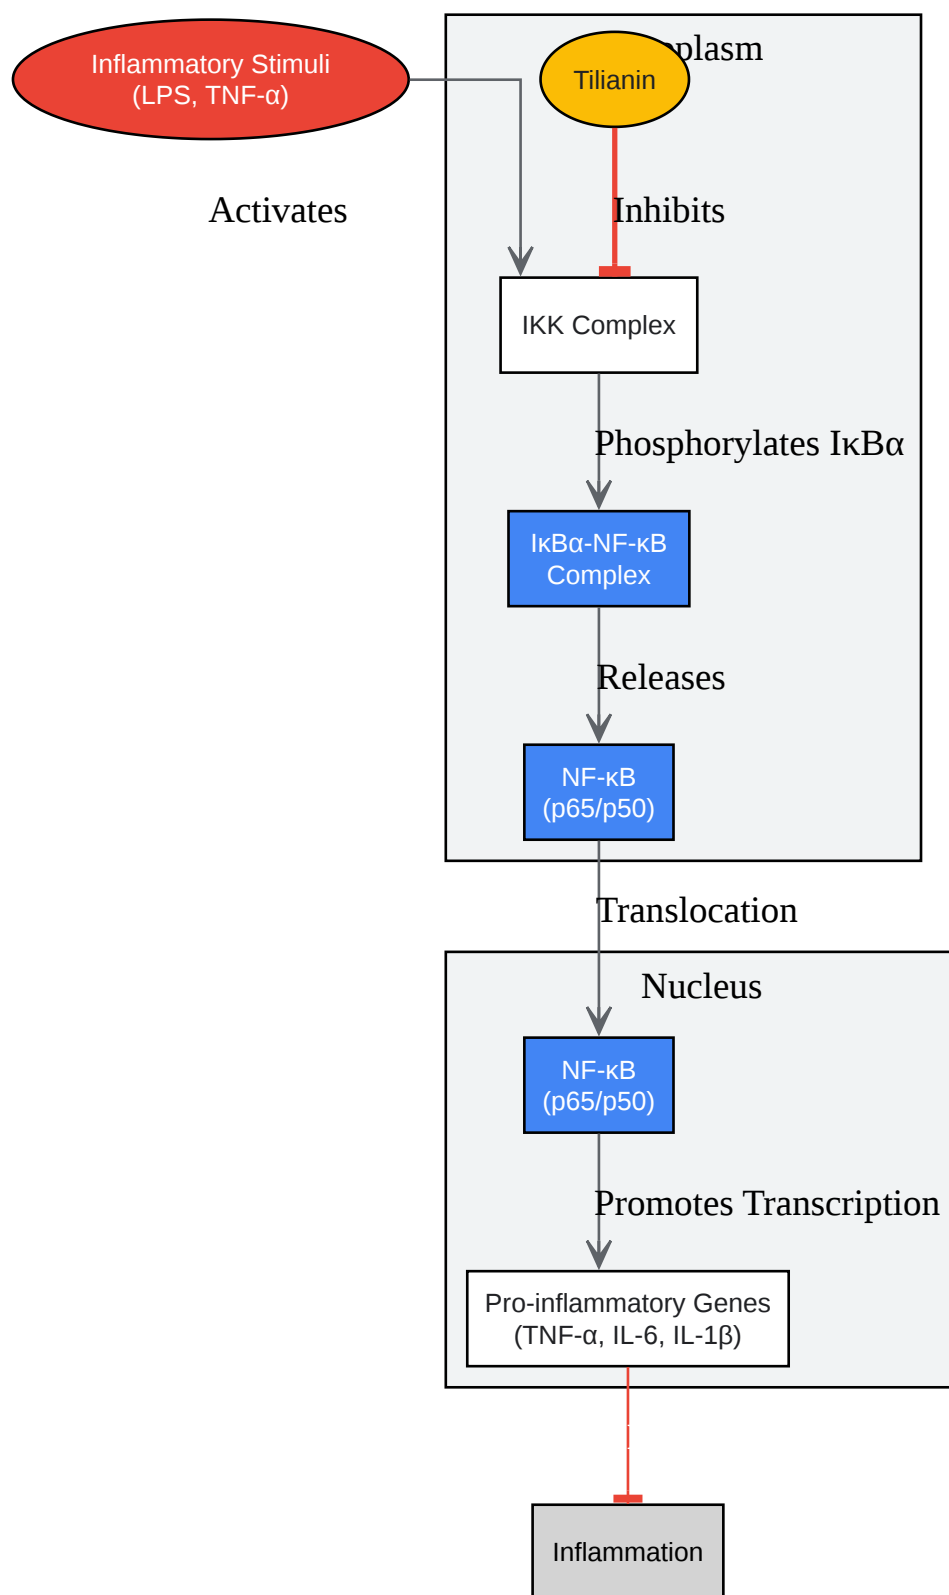 Inflammatory Stimuli
(LPS, TNF-α)
Tilianin
Activates
Inhibits
IKK Complex
Phosphorylates IκBα
IκBα-NF-κB
Complex
Releases
NF-κB
(p65/p50)
Translocation
Nucleus
NF-κB
(p65/p50)
Promotes Transcription
Pro-inflammatory Genes
(TNF-α, IL-6, IL-1β)
Inflammation